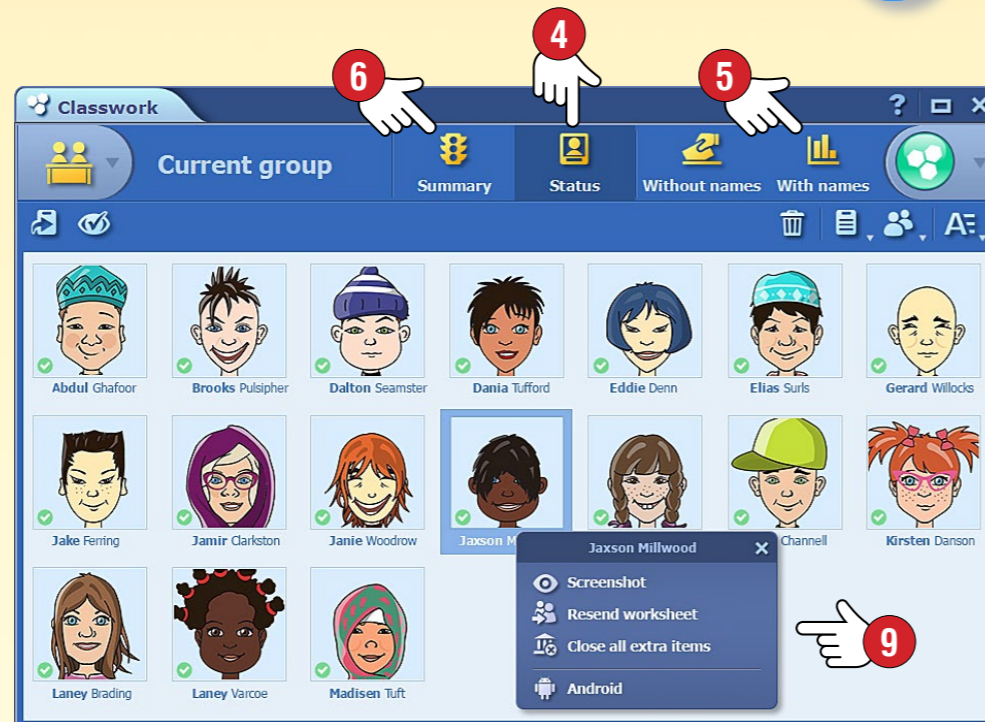 4
6
5
Classwork
?
Current group
Summary
Status
Without names
With names
A
Abdul Ghafoor
Brooks Pulsipher
Dalton Seamster
Dania Tufford
Eddie Denn
Elias Surls
Gerard Willocks
Jake Ferring
Jamir Clarkston
Janie Woodrow
Jaxson M
Channell
Kirsten Danson
Jaxson Millwood
Screenshot
Resend worksheet
Close all extra items
Android
9
Laney Brading
Laney Varcoe
Madisen Tuft